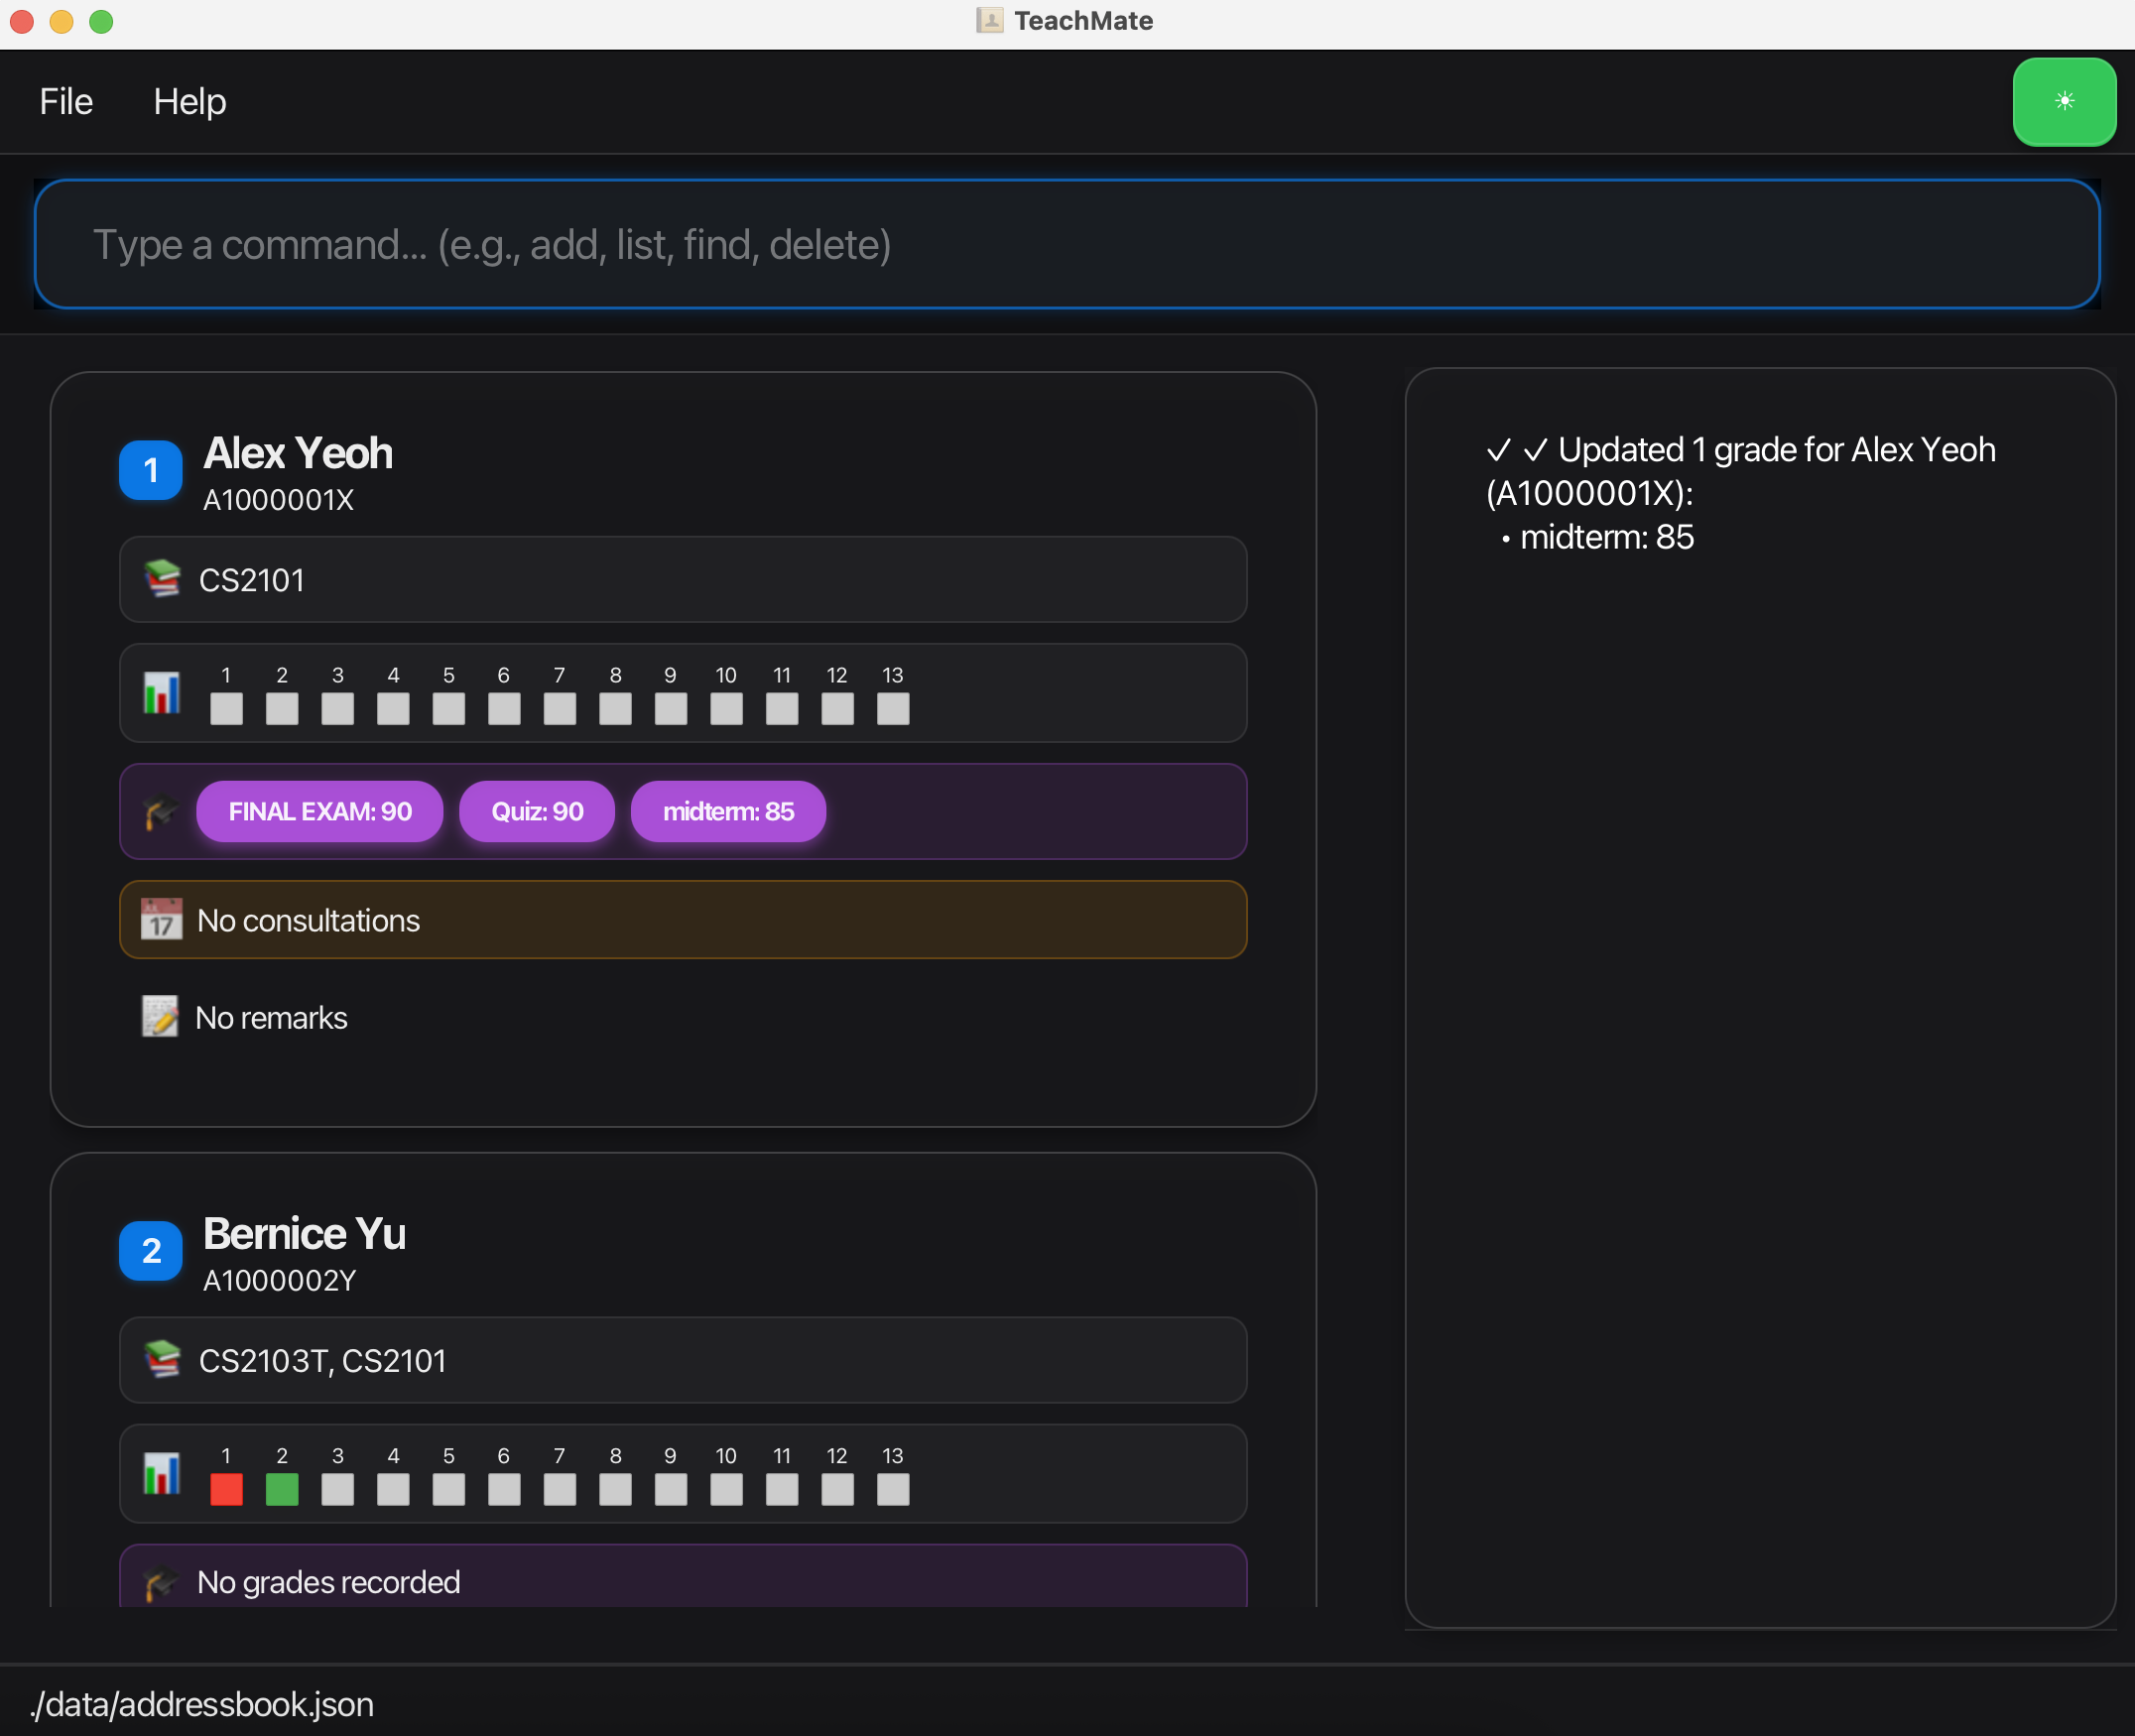 TeachMate
File Help
Type a command... (e.g., add, list, find, delete)
1 Alex Yeoh
A1000001X
CS2101
1 2 3 4 5 6 7 8 9 10 11 12 13
FINAL EXAM: 90 Quiz: 90 midterm: 85
17 No consultations
No remarks
2 Bernice Yu
A1000002Y
CS2103T, CS2101
1 2 3 4 5 6 7 8 9 10 11 12 13
No grades recorded
✓ ✓ Updated 1 grade for Alex Yeoh
(A1000001X):
• midterm: 85
./data/addressbook.json